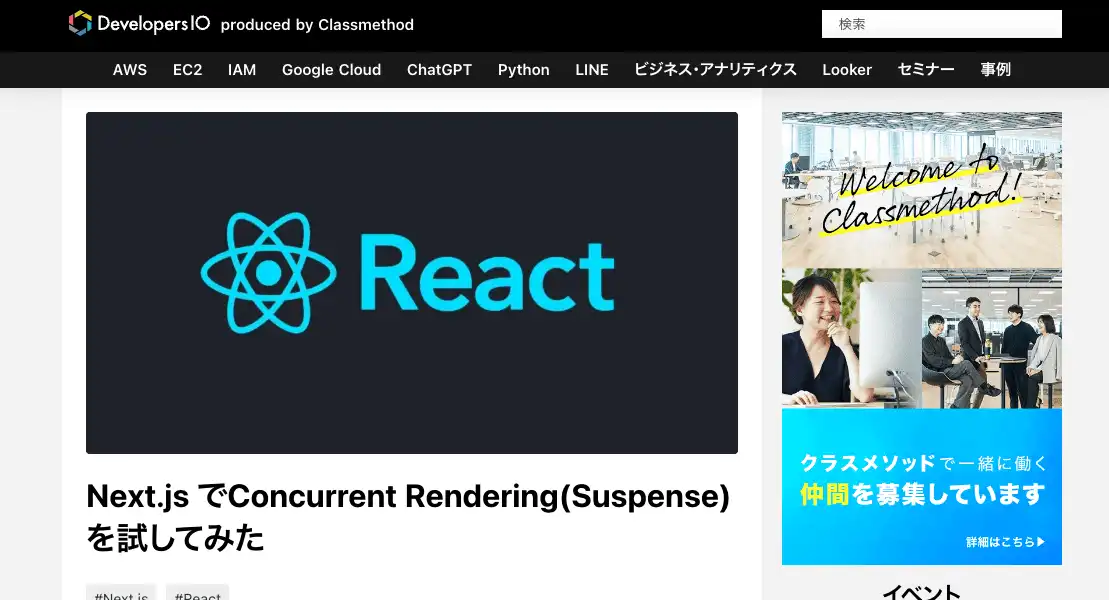 DevelopersIO produced by Classmethod
検索
AWS EC2 IAM Google Cloud ChatGPT Python LINE ビジネス・アナリティクス Looker セミナー 事例
React
Welcome to
Classmethod!
クラスメソッドで一緒に働く
仲間を募集しています
詳細はこちら▶
Next.js でConcurrent Rendering(Suspense)
を試してみた
#Next.js #React
イベント